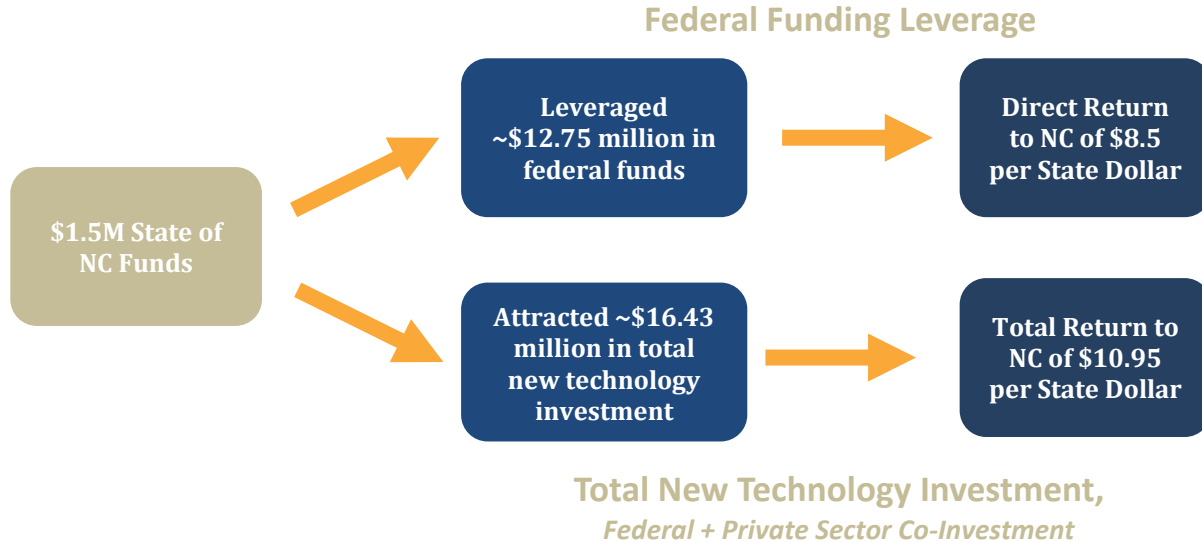 Federal Funding Leverage
Leveraged
~$12.75 million in
federal funds
Direct Return
to NC of $8.5
per State Dollar
$1.5M State of
NC Funds
Attracted ~$16.43
million in total
new technology
investment
Total Return to
NC of $10.95
per State Dollar
Total New Technology Investment,
Federal + Private Sector Co-Investment